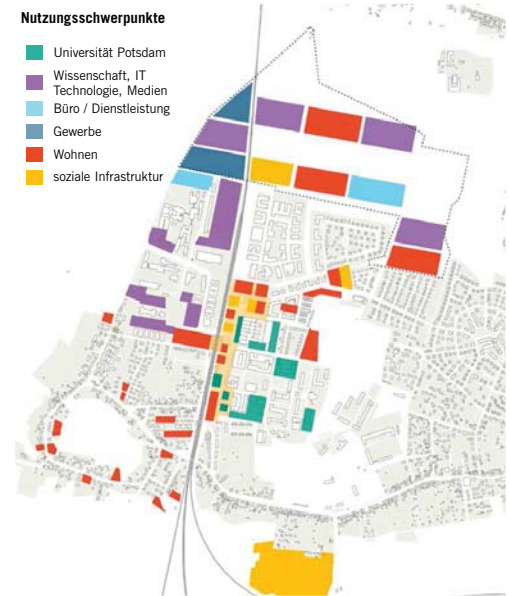 Nutzungsschwerpunkte
Universität Potsdam
Wissenschaft, IT
Technologie, Medien
Büro / Dienstleistung
Gewerbe
Wohnen
soziale Infrastruktur